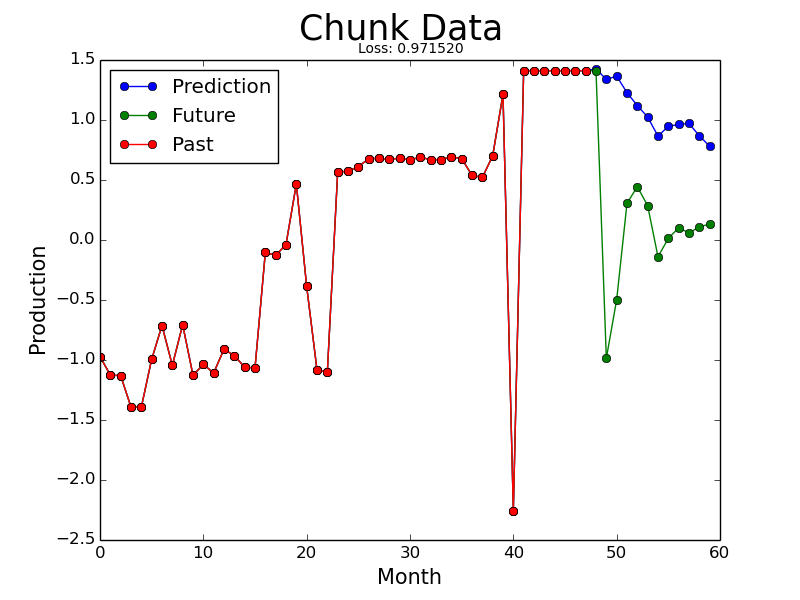 Chunk Data
Loss: 0.971520
Prediction
Future
Past
Production
1.5
1.0
0.5
0.0
−0.5
−1.0
−1.5
−2.0
−2.5
0 10 20 30 40 50 60
Month